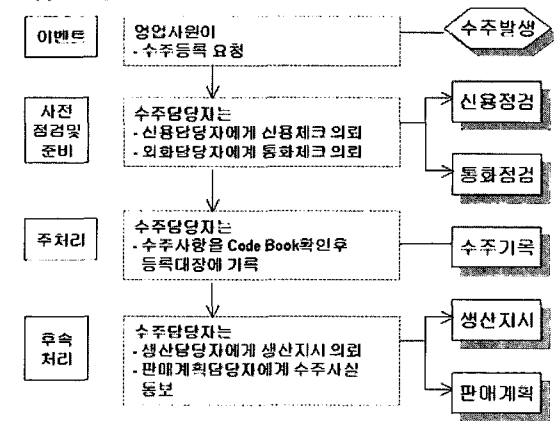 이벤트
영업사원이
- 수주등록 요청
수주발생
사전
점검및
준비
수주담당자는
- 신용담당자에게 신용체크 의뢰
- 외화담당자에게 통화체크 의뢰
신용점검
통화점검
주처리
수주담당자는
- 수주사항을 Code Book확인후
등록대장에 기록
수주기록
후속
처리
수주담당자는
- 생산담당자에게 생산지시 의뢰
- 판매계획담당자에게 수주사실
통보
생산지시
판매계획